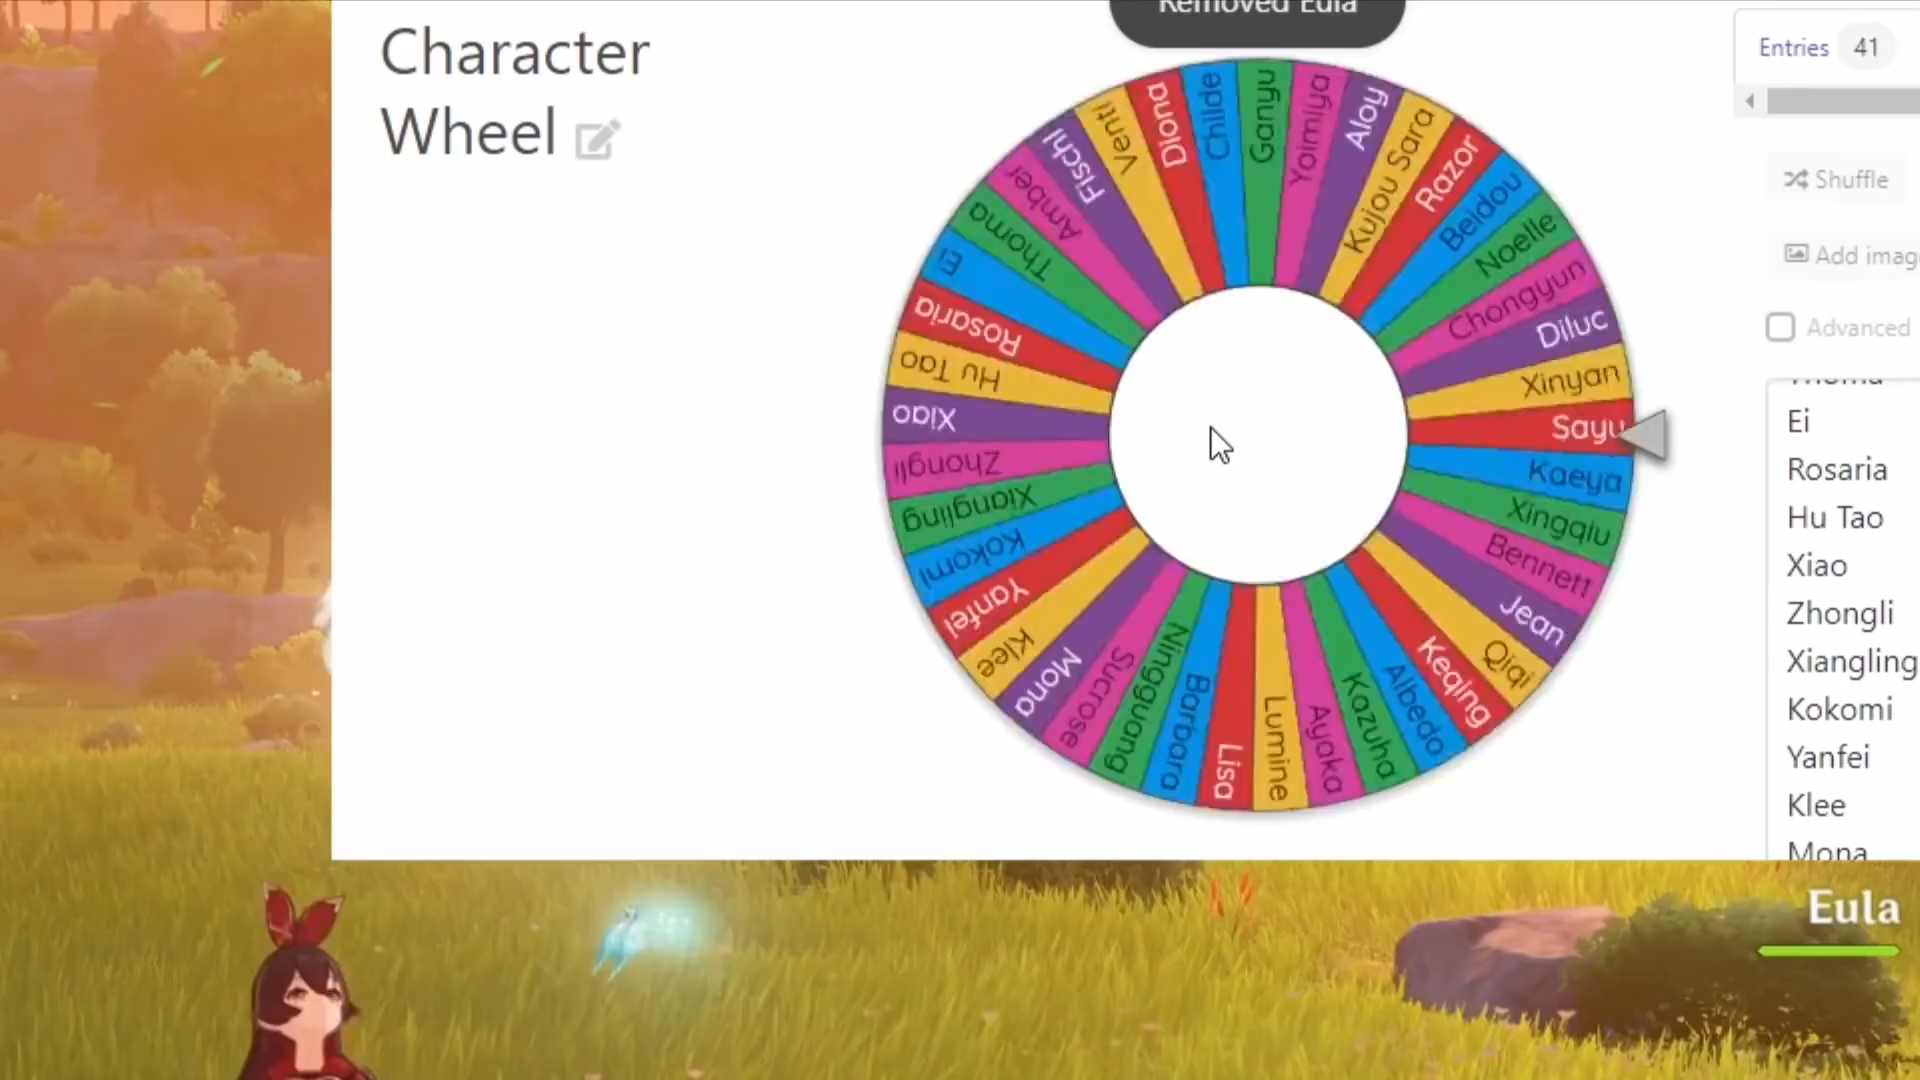 Removed Eula
Character
Wheel
Entries 41
Shuffle
Add imag
Advanced
Thoma
Ei
Rosaria
Hu Tao
Xiao
Zhongli
Xiangling
Kokomi
Yanfei
Klee
Mona
Ganyu
Yoimiya
Aloy
Kujou Sara
Razor
Beidou
Noelle
Chongyun
Diluc
Xinyan
Sayu
Kaeya
Xingqiu
Bennett
Jean
Qiqi
Keqing
Albedo
Kazuha
Ayaka
Lumine
Lisa
Barbara
Ningguang
Sucrose
Mona
Klee
Yanfei
Kokomi
Xiangling
Zhongli
Xiao
Hu Tao
Rosaria
Ei
Thoma
Amber
Fischl
Venti
Diona
Childe
Eula